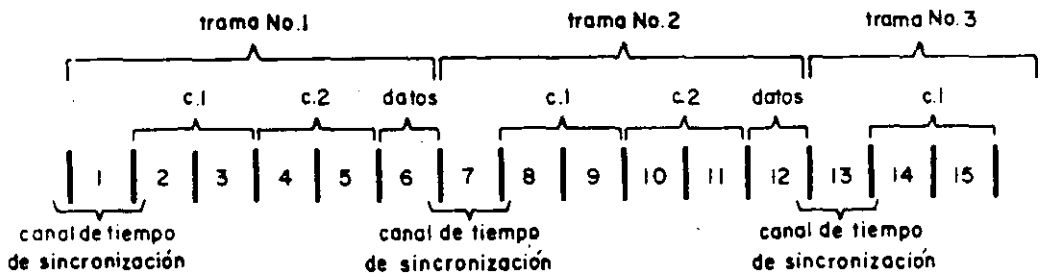 trama No.1 trama No.2 trama No.3
c.1 c.2 datos c.1 c.2 datos c.1
1 2 3 4 5 6 7 8 9 10 11 12 13 14 15
canal de tiempo canal de tiempo canal de tiempo
de sincronización de sincronización de sincronización